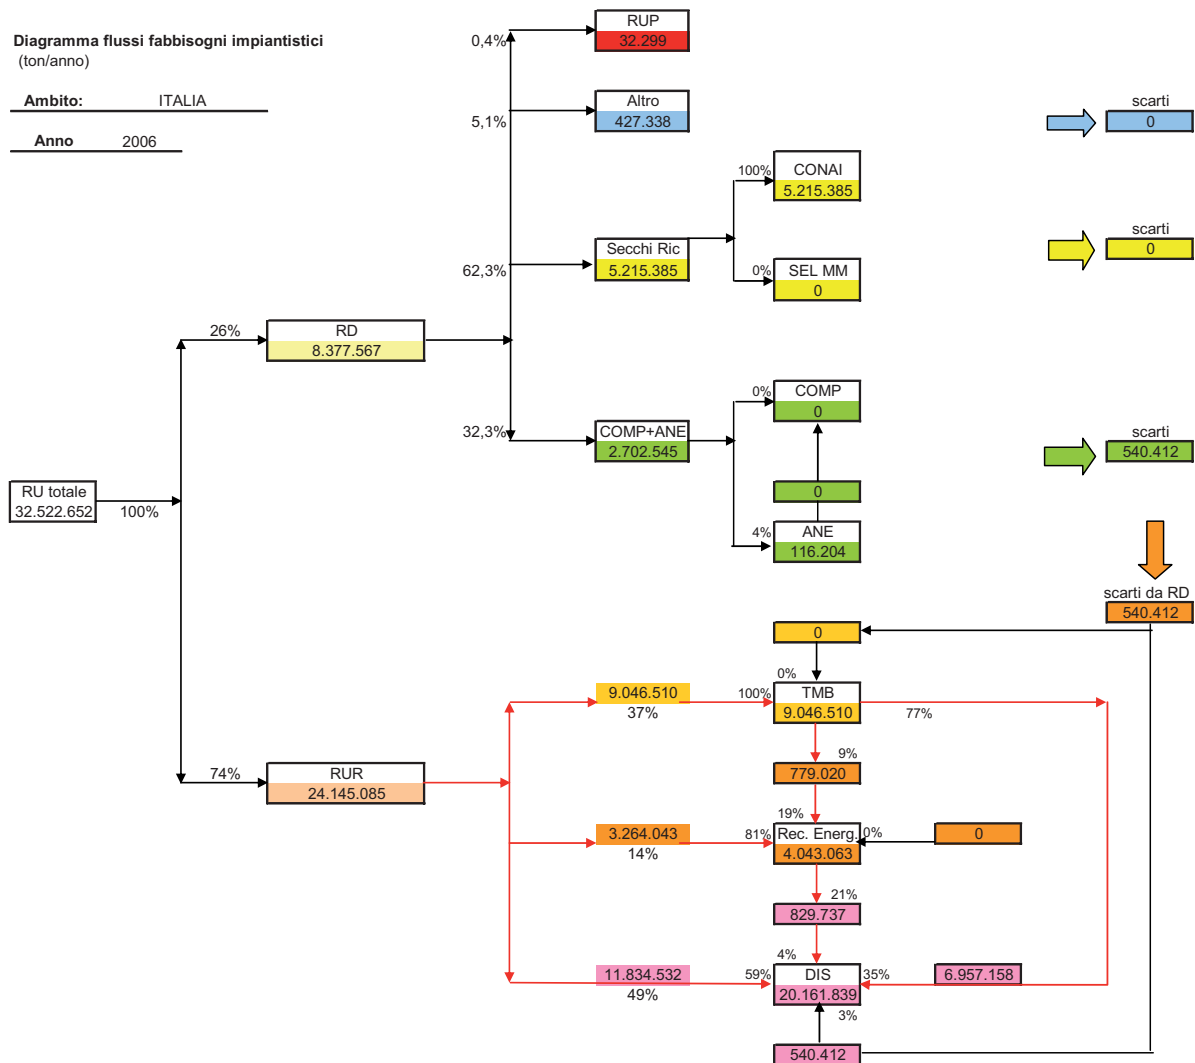 Diagramma flussi fabbisogni impiantistici
(ton/anno)
Ambito: ITALIA
Anno 2006
RU totale
32.522.652
100%
26%
RD
8.377.567
0,4%
RUP
32.299
5,1%
Altro
427.338
62,3%
Secchi Ric
5.215.385
100%
CONAI
5.215.385
0%
SEL MM
0
32,3%
COMP+ANE
2.702.545
0%
COMP
0
0
4%
ANE
116.204
scarti
0
scarti
0
scarti
540.412
scarti da RD
540.412
74%
RUR
24.145.085
0
0%
9.046.510
37%
100%
TMB
9.046.510
77%
9%
779.020
19%
3.264.043
14%
81%
Rec. Energ.
4.043.063
0%
0
21%
829.737
4%
11.834.532
49%
59%
DIS
20.161.839
35%
6.957.158
3%
540.412